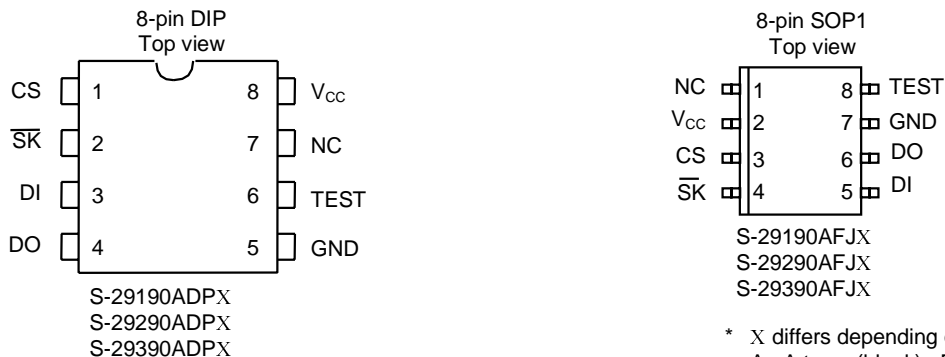 8-pin DIP
Top view
CS 1 8 VCC
SK 2 7 NC
DI 3 6 TEST
DO 4 5 GND
S-29190ADPX
S-29290ADPX
S-29390ADPX
8-pin SOP1
Top view
NC 1 8 TEST
VCC 2 7 GND
CS 3 6 DO
SK 4 5 DI
S-29190AFJX
S-29290AFJX
S-29390AFJX
* X differs depending